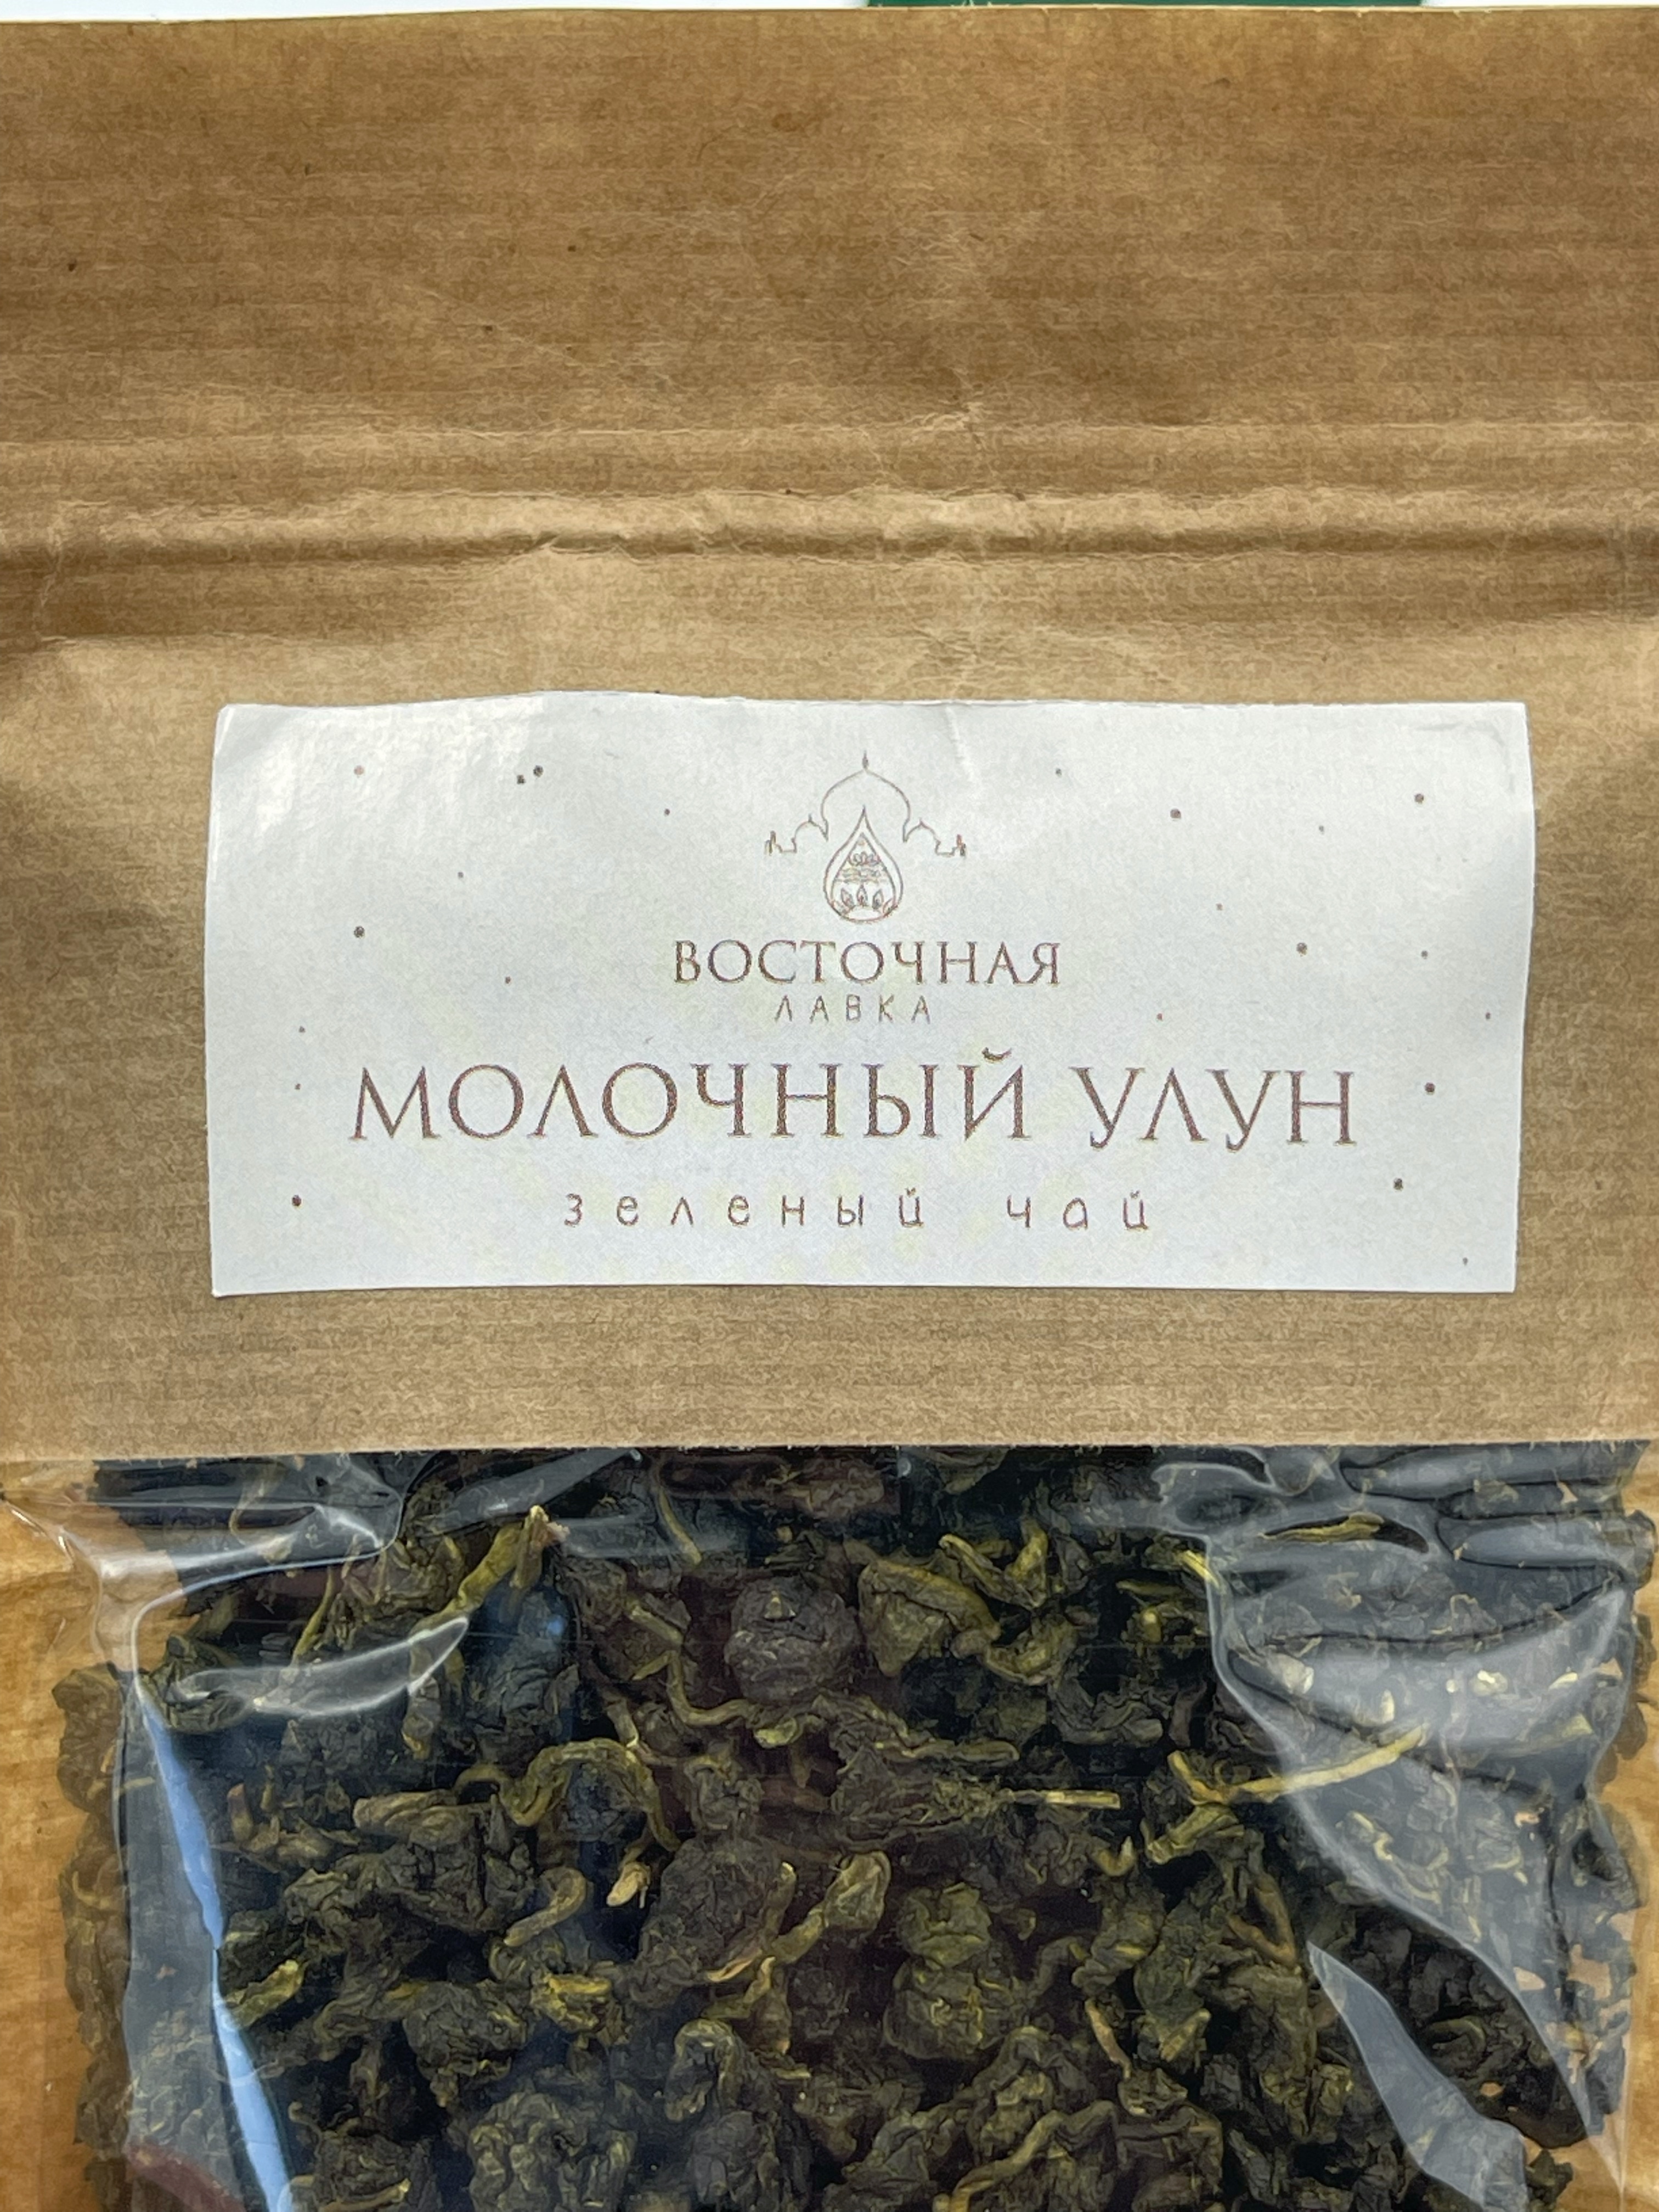 ВОСТОЧНАЯ
ЛАВКА
МОЛОЧНЫЙ УЛУН
зеленый чай